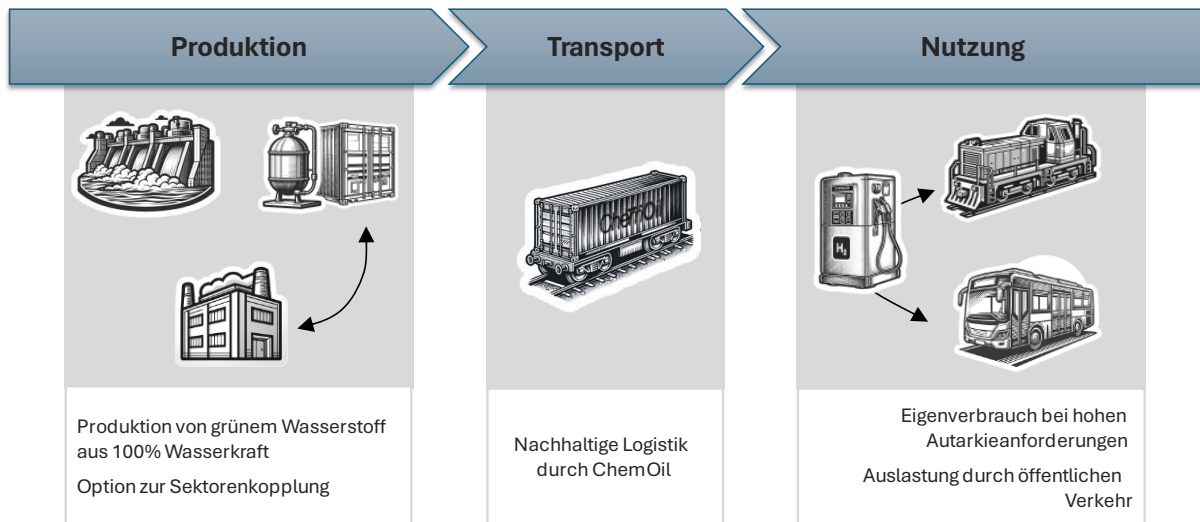 Produktion
Transport
Nutzung
ChemOil
H₂
Produktion von grünem Wasserstoff
aus 100% Wasserkraft
Option zur Sektorenkopplung
Nachhaltige Logistik
durch ChemOil
Eigenverbrauch bei hohen
Autarkieanforderungen
Auslastung durch öffentlichen
Verkehr